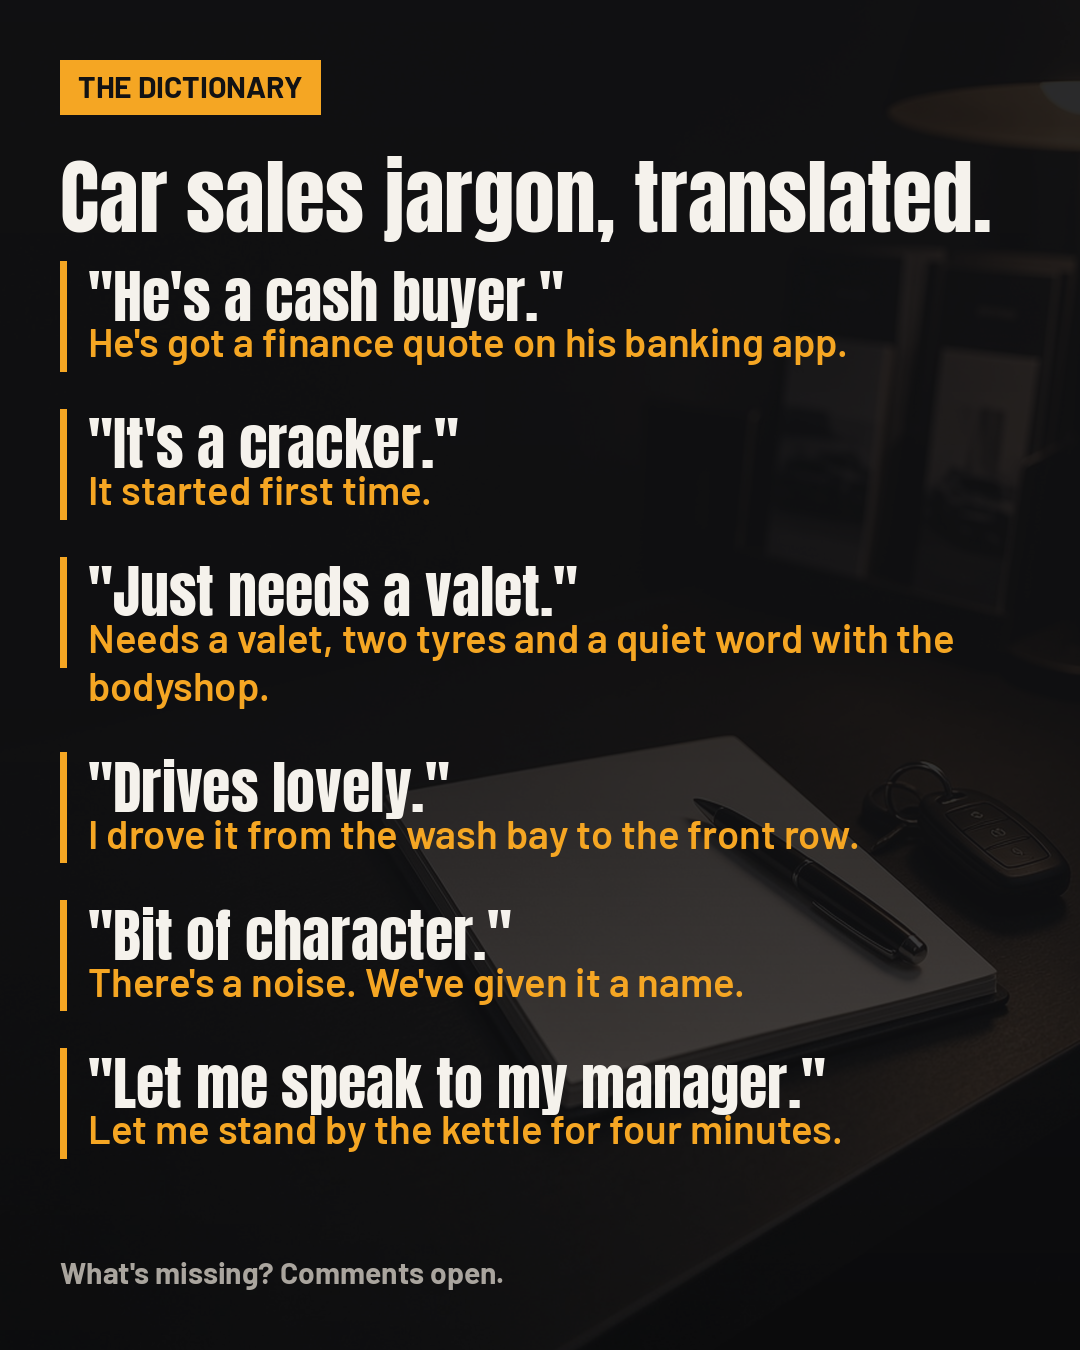 THE DICTIONARY
Car sales jargon, translated.
"He's a cash buyer."
He's got a finance quote on his banking app.
"It's a cracker."
It started first time.
"Just needs a valet."
Needs a valet, two tyres and a quiet word with the
bodyshop.
"Drives lovely."
I drove it from the wash bay to the front row.
"Bit of character."
There's a noise. We've given it a name.
"Let me speak to my manager."
Let me stand by the kettle for four minutes.
What's missing? Comments open.